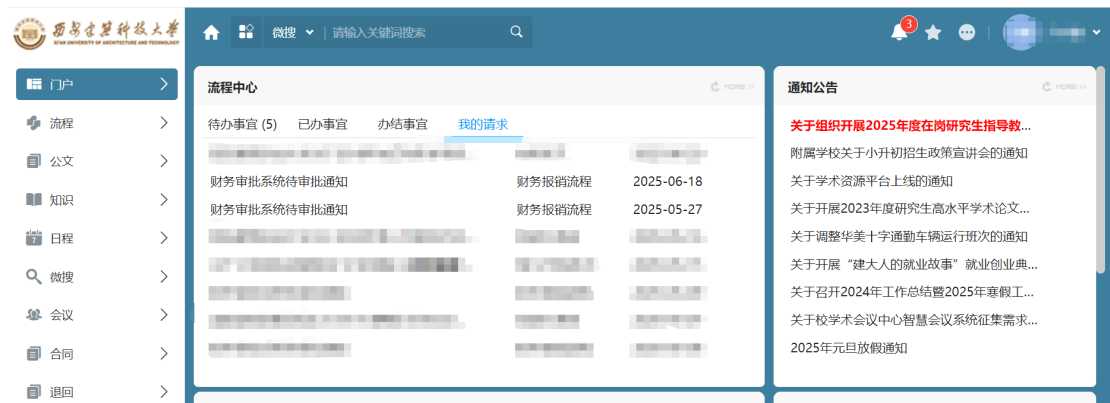 西安建筑科技大学
XI'AN UNIVERSITY OF ARCHITECTURE AND TECHNOLOGY
微搜 请输入关键词搜索
3
门户
流程
公文
知识
7
日程
微搜
会议
合同
退回
流程中心
MORE >>
待办事宜 (5) 已办事宜 办结事宜 我的请求
财务审批系统待审批通知 财务报销流程 2025-06-18
财务审批系统待审批通知 财务报销流程 2025-05-27
通知公告
MORE >>
关于组织开展2025年度在岗研究生指导教...
附属学校关于小升初招生政策宣讲会的通知
关于学术资源平台上线的通知
关于开展2023年度研究生高水平学术论文...
关于调整华美十字通勤车辆运行班次的通知
关于开展“建大人的就业故事”就业创业典...
关于召开2024年工作总结暨2025年寒假工...
关于校学术会议中心智慧会议系统征集需求...
2025年元旦放假通知